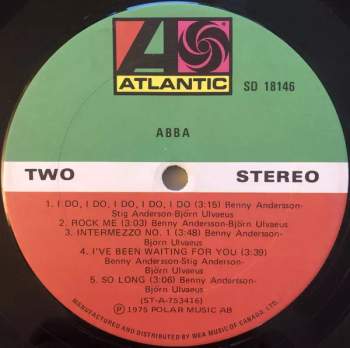 ATLANTIC
SD 18146
ABBA
TWO
STEREO
1. I DO, I DO, I DO, I DO, I DO (3:15) Benny Andersson-
Stig Anderson-Björn Ulvaeus
2. ROCK ME (3:03) Benny Andersson-Björn Ulvaeus
3. INTERMEZZO NO. 1 (3:48) Benny Andersson-
Björn Ulvaeus
4. I'VE BEEN WAITING FOR YOU (3:39)
Benny Andersson-Stig Anderson-
Björn Ulvaeus
5. SO LONG (3:06) Benny Andersson-
Björn Ulvaeus
(ST-A-753416)
℗ 1975 POLAR MUSIC AB
MANUFACTURED AND DISTRIBUTED BY WEA MUSIC OF CANADA, LTD.